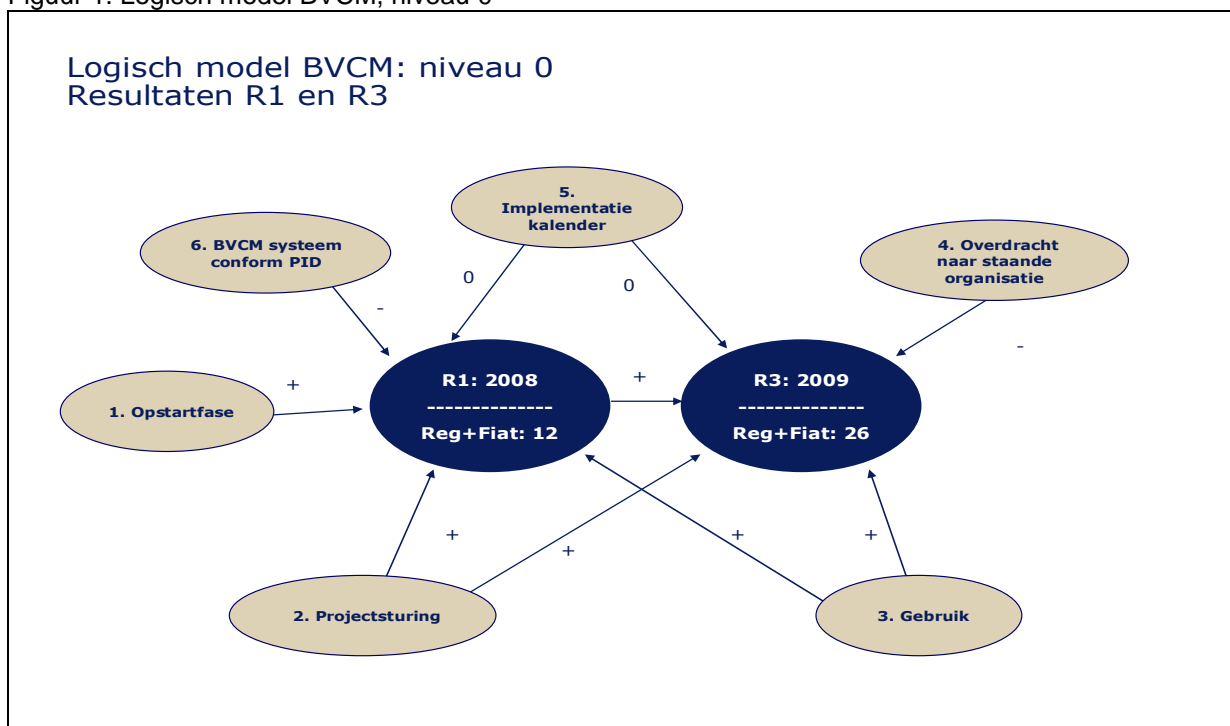 Figuur 1: Logisch model BVCM, niveau 0
Logisch model BVCM: niveau 0
Resultaten R1 en R3
5.
Implementatie
kalender
6. BVCM systeem
conform PID
4. Overdracht
naar staande
organisatie
0
0
-
-
R1: 2008
--------------
Reg+Fiat: 12
+
R3: 2009
--------------
Reg+Fiat: 26
+
1. Opstartfase
+
+
+
+
2. Projectsturing
3. Gebruik